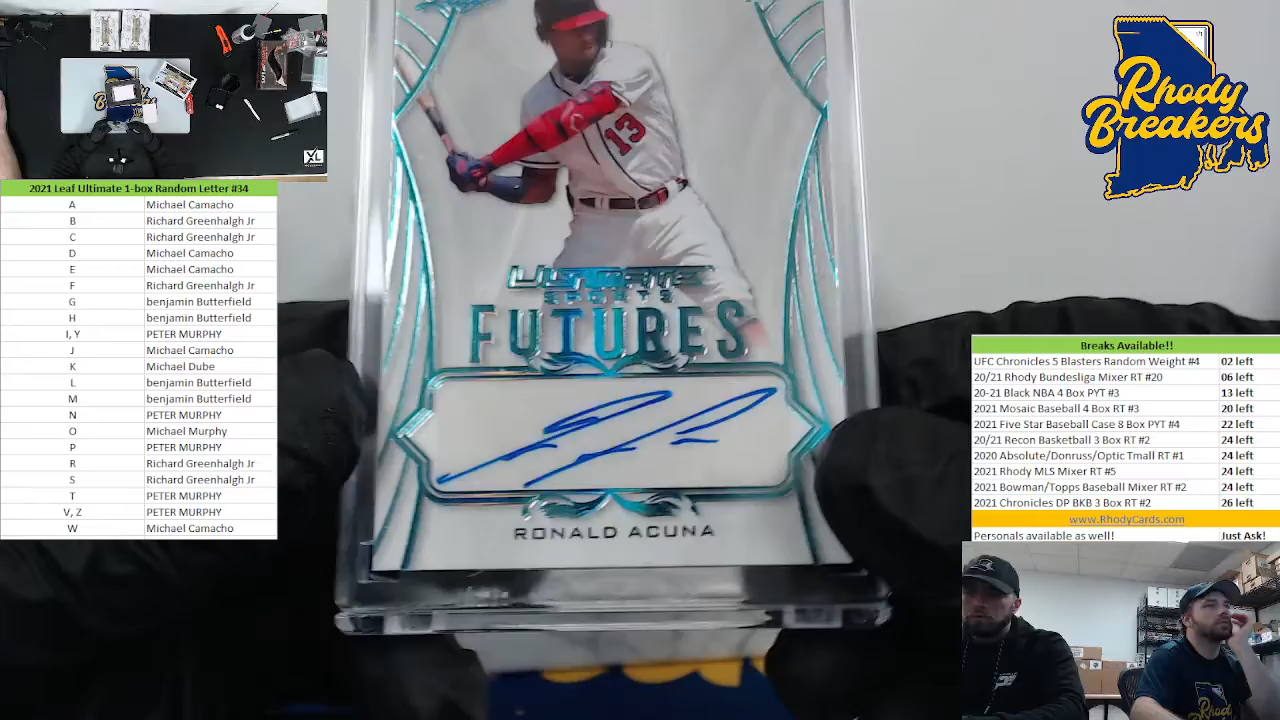 XL
2021 Leaf Ultimate 1-box Random Letter #34
A Michael Camacho
B Richard Greenhalgh Jr
C Richard Greenhalgh Jr
D Michael Camacho
E Michael Camacho
F Richard Greenhalgh Jr
G benjamin Butterfield
H benjamin Butterfield
I, Y PETER MURPHY
J Michael Camacho
K Michael Dube
L benjamin Butterfield
M benjamin Butterfield
N PETER MURPHY
O Michael Murphy
P PETER MURPHY
R Richard Greenhalgh Jr
S Richard Greenhalgh Jr
T PETER MURPHY
V, Z PETER MURPHY
W Michael Camacho
13
ULTIMATE
SPORTS
FUTURES
RONALD ACUNA
1/1
Rhody
Breakers
Breaks Available!!
UFC Chronicles 5 Blasters Random Weight #4 02 left
20/21 Rhody Bundesliga Mixer RT #20 06 left
20-21 Black NBA 4 Box PYT #3 13 left
2021 Mosaic Baseball 4 Box RT #3 20 left
2021 Five Star Baseball Case 8 Box PYT #4 22 left
20/21 Recon Basketball 3 Box RT #2 24 left
2020 Absolute/Donruss/Optic Tmall RT #1 24 left
2021 Rhody MLS Mixer RT #5 24 left
2021 Bowman/Topps Baseball Mixer RT #2 24 left
2021 Chronicles DP BKB 3 Box RT #2 26 left
www.RhodyCards.com
Personals available as well! Just Ask!